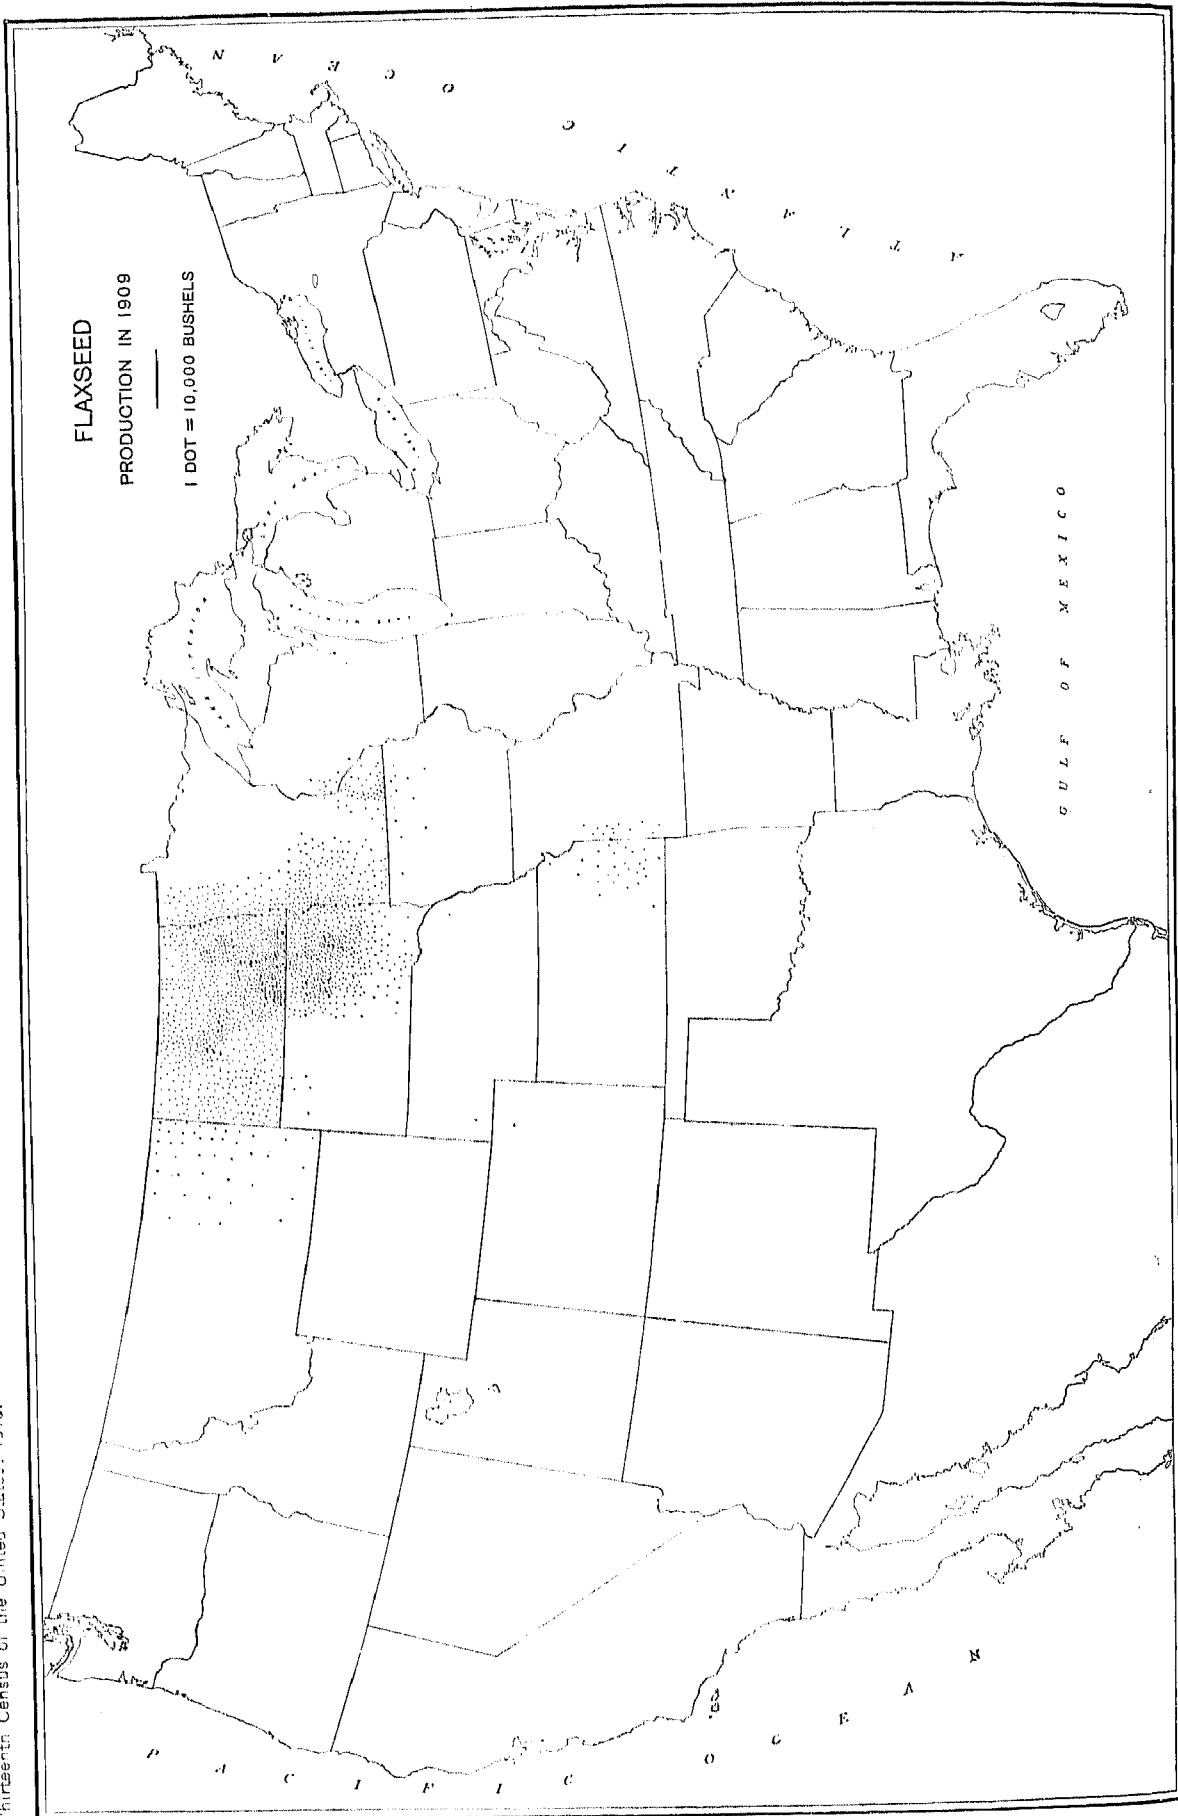 Thirteenth Census of the United States: 1910.
FLAXSEED
PRODUCTION IN 1909
1 DOT = 10,000 BUSHELS
ATLANTIC OCEAN
GULF OF MEXICO
PACIFIC OCEAN